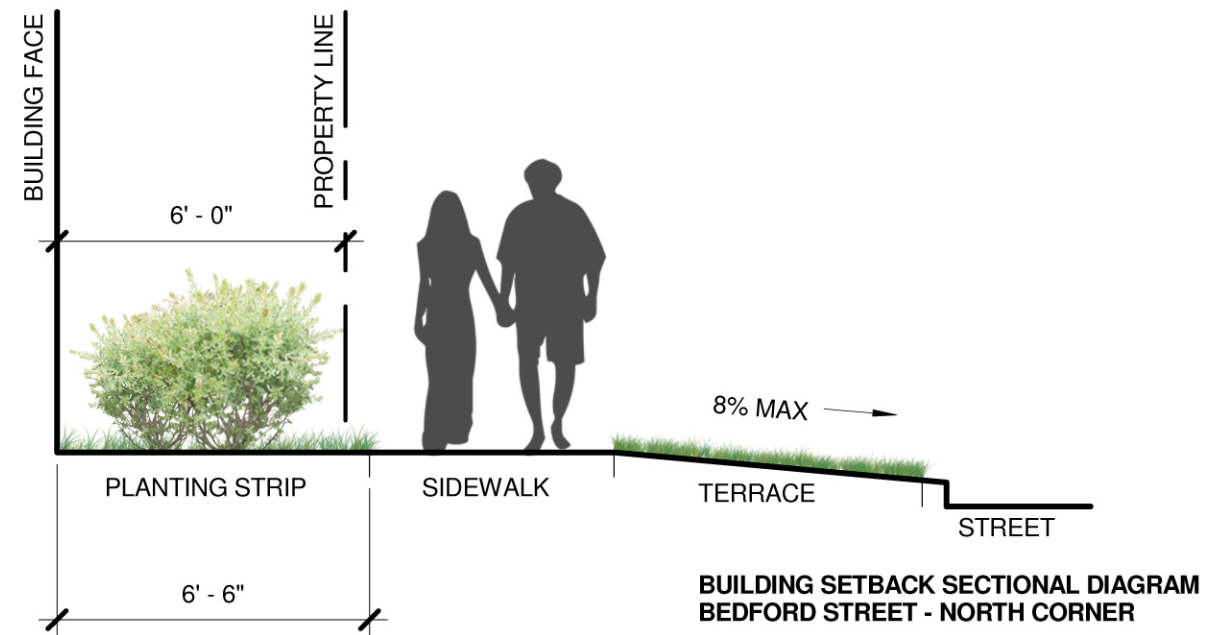 BUILDING FACE
PROPERTY LINE
6' - 0"
8% MAX
PLANTING STRIP
SIDEWALK
TERRACE
STREET
6' - 6"
BUILDING SETBACK SECTIONAL DIAGRAM
BEDFORD STREET - NORTH CORNER